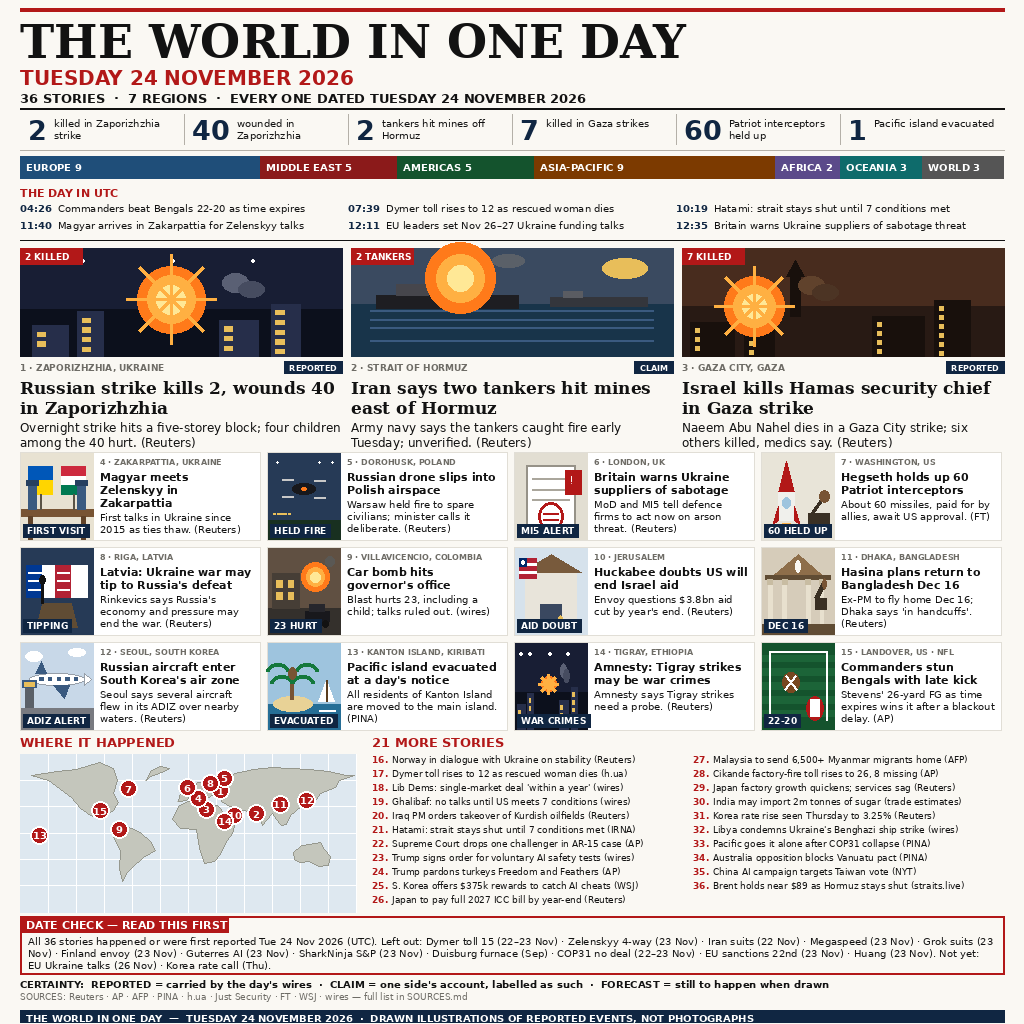 THE WORLD IN ONE DAY
TUESDAY 24 NOVEMBER 2026
36 STORIES · 7 REGIONS · EVERY ONE DATED TUESDAY 24 NOVEMBER 2026
2 killed in Zaporizhzhia strike
40 wounded in Zaporizhzhia
2 tankers hit mines off Hormuz
7 killed in Gaza strikes
60 Patriot interceptors held up
1 Pacific island evacuated
EUROPE 9
MIDDLE EAST 5
AMERICAS 5
ASIA-PACIFIC 9
AFRICA 2
OCEANIA 3
WORLD 3
THE DAY IN UTC
04:26 Commanders beat Bengals 22-20 as time expires
07:39 Dymer toll rises to 12 as rescued woman dies
10:19 Hatami: strait stays shut until 7 conditions met
11:40 Magyar arrives in Zakarpattia for Zelenskyy talks
12:11 EU leaders set Nov 26–27 Ukraine funding talks
12:35 Britain warns Ukraine suppliers of sabotage threat
2 KILLED
1 · ZAPORIZHZHIA, UKRAINE
REPORTED
Russian strike kills 2, wounds 40
in Zaporizhzhia
Overnight strike hits a five-storey block; four children
among the 40 hurt. (Reuters)
2 TANKERS
2 · STRAIT OF HORMUZ
CLAIM
Iran says two tankers hit mines
east of Hormuz
Army navy says the tankers caught fire early
Tuesday; unverified. (Reuters)
7 KILLED
3 · GAZA CITY, GAZA
REPORTED
Israel kills Hamas security chief
in Gaza strike
Naeem Abu Nahel dies in a Gaza City strike; six
others killed, medics say. (Reuters)
FIRST VISIT
4 · ZAKARPATTIA, UKRAINE
Magyar meets
Zelenskyy in
Zakarpattia
First talks in Ukraine since
2015 as ties thaw. (Reuters)
HELD FIRE
5 · DOROHUSK, POLAND
Russian drone slips into
Polish airspace
Warsaw held fire to spare
civilians; minister calls it
deliberate. (Reuters)
!
MI5 ALERT
6 · LONDON, UK
Britain warns Ukraine
suppliers of sabotage
MoD and MI5 tell defence
firms to act now on arson
threat. (Reuters)
60 HELD UP
7 · WASHINGTON, US
Hegseth holds up 60
Patriot interceptors
About 60 missiles, paid for by
allies, await US approval. (FT)
TIPPING
8 · RIGA, LATVIA
Latvia: Ukraine war may
tip to Russia's defeat
Rinkevics says Russia's
economy and pressure may
end the war. (Reuters)
23 HURT
9 · VILLAVICENCIO, COLOMBIA
Car bomb hits
governor's office
Blast hurts 23, including a
child; talks ruled out. (wires)
AID DOUBT
10 · JERUSALEM
Huckabee doubts US will
end Israel aid
Envoy questions $3.8bn aid
cut by year's end. (Reuters)
DEC 16
11 · DHAKA, BANGLADESH
Hasina plans return to
Bangladesh Dec 16
Ex-PM to fly home Dec 16;
Dhaka says 'in handcuffs'.
(Reuters)
ADIZ ALERT
12 · SEOUL, SOUTH KOREA
Russian aircraft enter
South Korea's air zone
Seoul says several aircraft
flew in its ADIZ over nearby
waters. (Reuters)
EVACUATED
13 · KANTON ISLAND, KIRIBATI
Pacific island evacuated
at a day's notice
All residents of Kanton Island
are moved to the main island.
(PINA)
WAR CRIMES
14 · TIGRAY, ETHIOPIA
Amnesty: Tigray strikes
may be war crimes
Amnesty says Tigray strikes
need a probe. (Reuters)
22-20
15 · LANDOVER, US · NFL
Commanders stun
Bengals with late kick
Stevens' 26-yard FG as time
expires wins it after a blackout
delay. (AP)
WHERE IT HAPPENED
7
6
8
5
1
4
3
14
10
2
11
12
15
9
13
21 MORE STORIES
16. Norway in dialogue with Ukraine on stability (Reuters)
17. Dymer toll rises to 12 as rescued woman dies (h.ua)
18. Lib Dems: single-market deal 'within a year' (wires)
19. Ghalibaf: no talks until US meets 7 conditions (wires)
20. Iraq PM orders takeover of Kurdish oilfields (Reuters)
21. Hatami: strait stays shut until 7 conditions met (IRNA)
22. Supreme Court drops one challenger in AR-15 case (AP)
23. Trump signs order for voluntary AI safety tests (wires)
24. Trump pardons turkeys Freedom and Feathers (AP)
25. S. Korea offers $375k rewards to catch AI cheats (WSJ)
26. Japan to pay full 2027 ICC bill by year-end (Reuters)
27. Malaysia to send 6,500+ Myanmar migrants home (AFP)
28. Cikande factory-fire toll rises to 26, 8 missing (AP)
29. Japan factory growth quickens; services sag (Reuters)
30. India may import 2m tonnes of sugar (trade estimates)
31. Korea rate rise seen Thursday to 3.25% (Reuters)
32. Libya condemns Ukraine's Benghazi ship strike (wires)
33. Pacific goes it alone after COP31 collapse (PINA)
34. Australia opposition blocks Vanuatu pact (PINA)
35. China AI campaign targets Taiwan vote (NYT)
36. Brent holds near $89 as Hormuz stays shut (straits.live)
DATE CHECK — READ THIS FIRST
All 36 stories happened or were first reported Tue 24 Nov 2026 (UTC). Left out: Dymer toll 15 (22–23 Nov) · Zelenskyy 4-way (23 Nov) · Iran suits (22 Nov) · Megaspeed (23 Nov) · Grok suits (23
Nov) · Finland envoy (23 Nov) · Guterres AI (23 Nov) · SharkNinja S&P (23 Nov) · Duisburg furnace (Sep) · COP31 no deal (22–23 Nov) · EU sanctions 22nd (23 Nov) · Huang (23 Nov). Not yet:
EU Ukraine talks (26 Nov) · Korea rate call (Thu).
CERTAINTY: REPORTED = carried by the day's wires · CLAIM = one side's account, labelled as such · FORECAST = still to happen when drawn
SOURCES: Reuters · AP · AFP · PINA · h.ua · Just Security · FT · WSJ · wires — full list in SOURCES.md
THE WORLD IN ONE DAY — TUESDAY 24 NOVEMBER 2026 · DRAWN ILLUSTRATIONS OF REPORTED EVENTS, NOT PHOTOGRAPHS